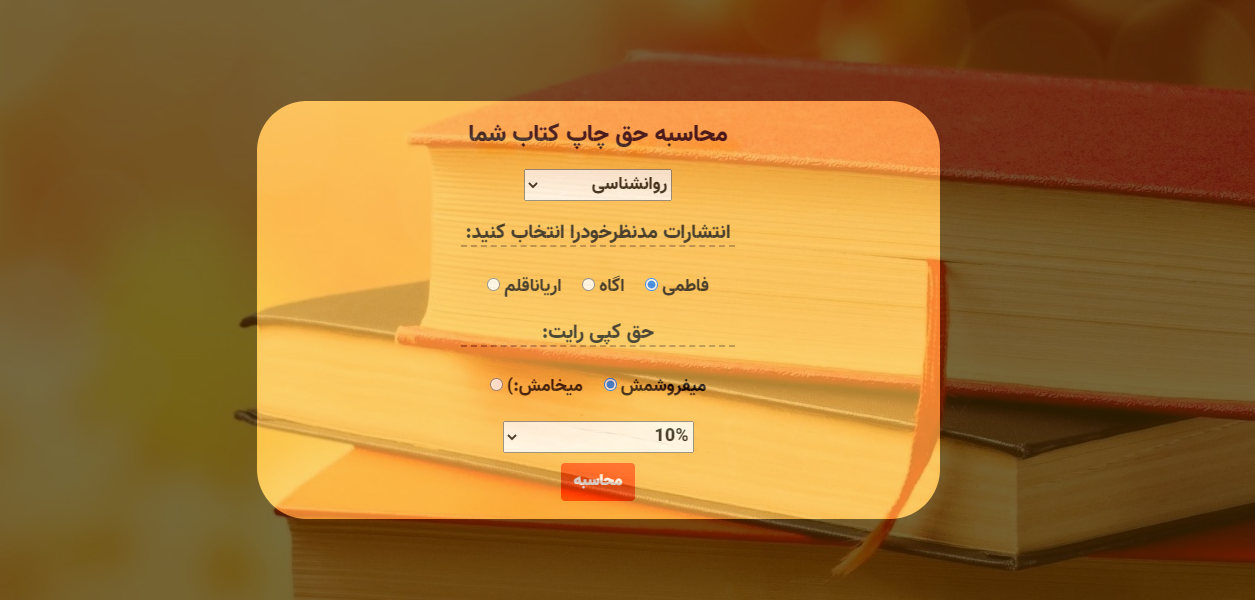 محاسبه حق چاپ کتاب شما
روانشناسی
انتشارات مدنظرخودرا انتخاب کنید:
فاطمی اگاه اریاناقلم
حق کپی رایت:
میفروشمش میخامش:)
10%
محاسبه